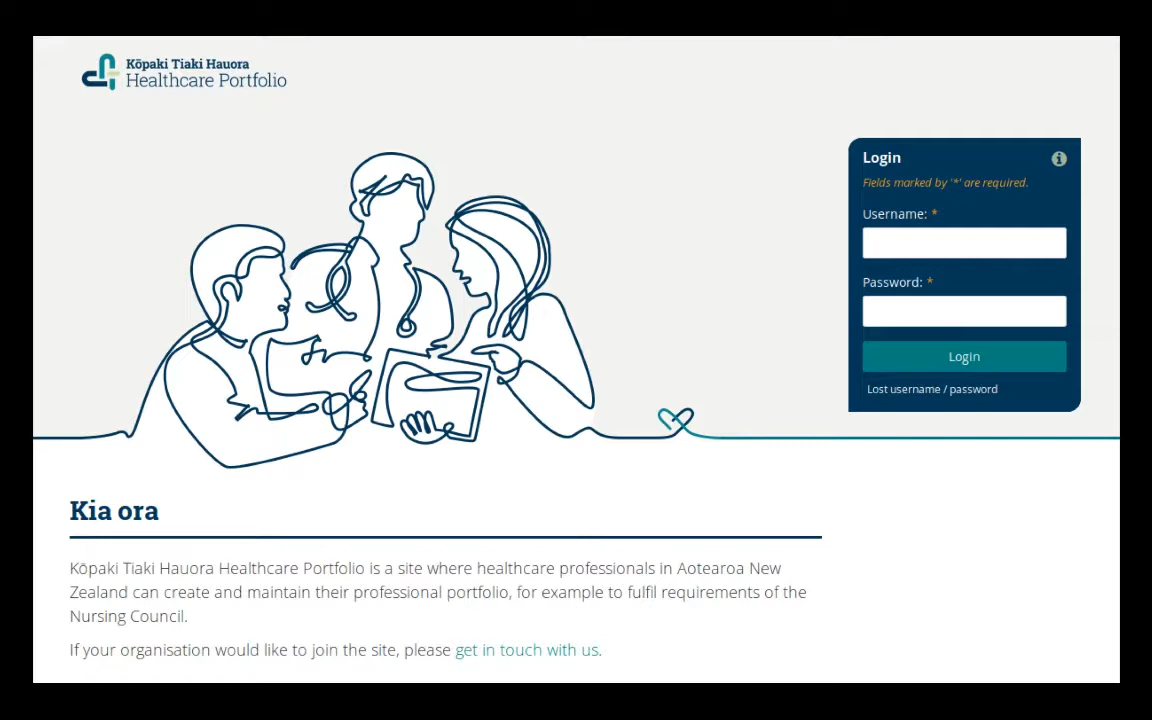 Kōpaki Tiaki Hauora
Healthcare Portfolio
Login
Fields marked by '*' are required.
Username: *
Password: *
Login
Lost username / password
Kia ora
Kōpaki Tiaki Hauora Healthcare Portfolio is a site where healthcare professionals in Aotearoa New
Zealand can create and maintain their professional portfolio, for example to fulfil requirements of the
Nursing Council.
If your organisation would like to join the site, please get in touch with us.